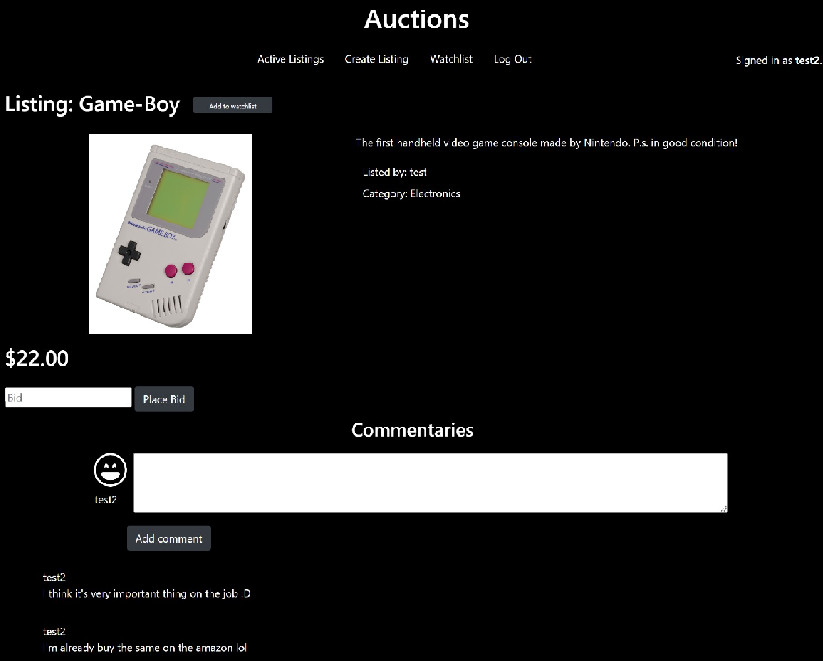 Auctions
Active Listings Create Listing Watchlist Log Out
Signed in as test2.
Listing: Game-Boy Add to watchlist
The first handheld video game console made by Nintendo. P.s. in good condition!
Listed by: test
Category: Electronics
GAME BOY
$22.00
Bid Place Bid
Commentaries
test2
Add comment
test2
think it's very important thing on the job :D
test2
m already buy the same on the amazon lol